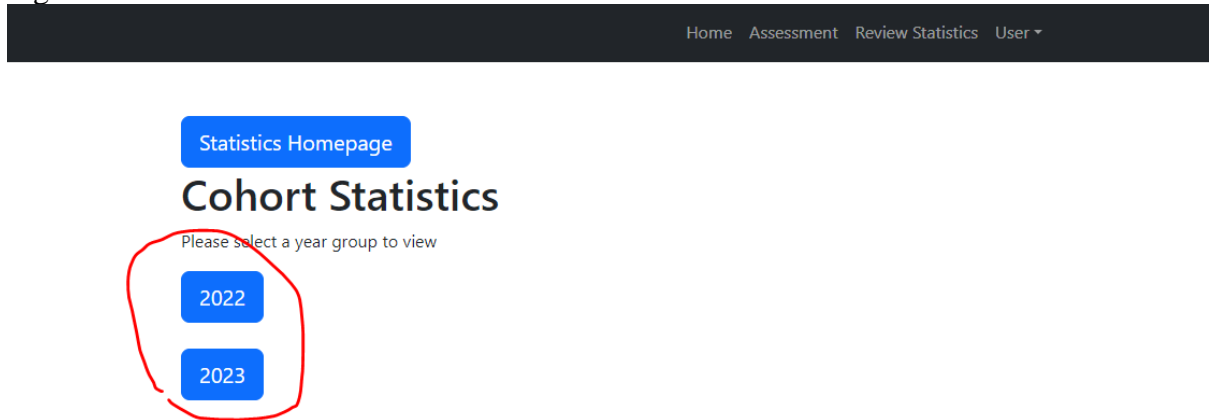 Home Assessment Review Statistics User
Statistics Homepage
Cohort Statistics
Please select a year group to view
2022
2023